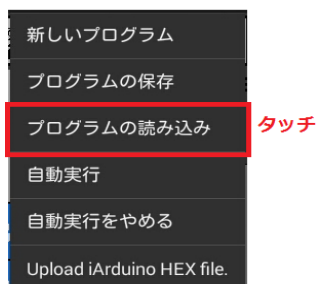 新しいプログラム
プログラムの保存
プログラムの読み込み
タッチ
自動実行
自動実行をやめる
Upload iArduino HEX file.